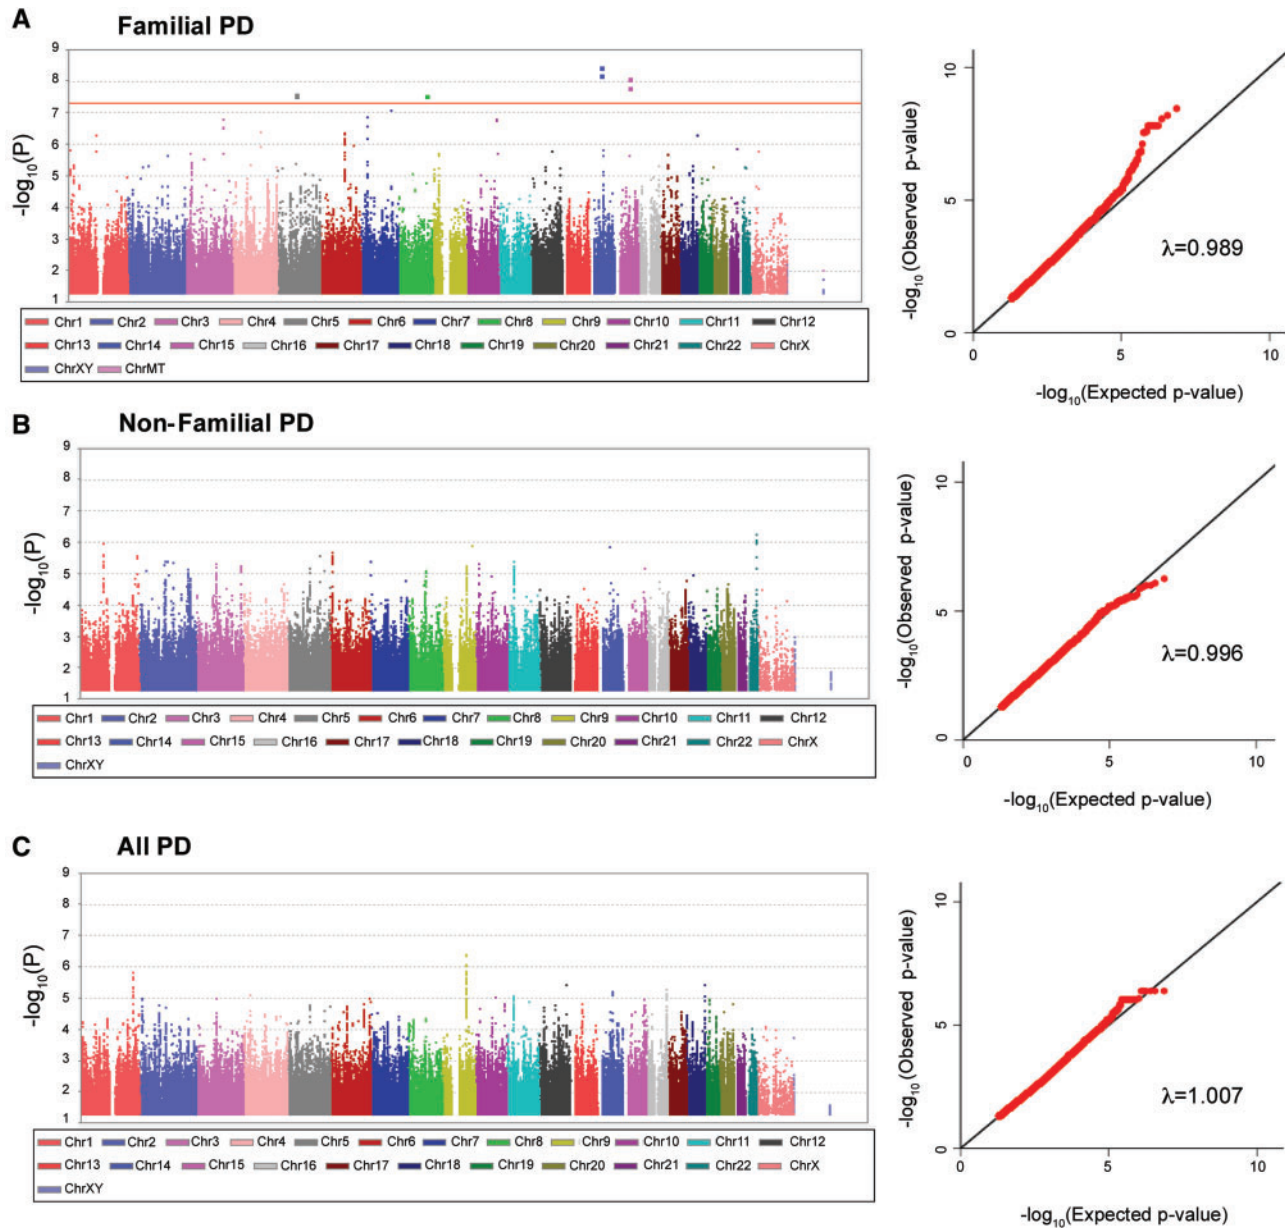 A
Familial PD
9
8
7
6
5
4
3
2
1
-log10(P)
Chr1 Chr2 Chr3 Chr4 Chr5 Chr6 Chr7 Chr8 Chr9 Chr10 Chr11 Chr12
Chr13 Chr14 Chr15 Chr16 Chr17 Chr18 Chr19 Chr20 Chr21 Chr22 ChrX
ChrXY ChrMT
-log10(Observed p-value)
10
5
0
λ=0.989
0 5 10
-log10(Expected p-value)
B
Non-Familial PD
9
8
7
6
5
4
3
2
1
-log10(P)
Chr1 Chr2 Chr3 Chr4 Chr5 Chr6 Chr7 Chr8 Chr9 Chr10 Chr11 Chr12
Chr13 Chr14 Chr15 Chr16 Chr17 Chr18 Chr19 Chr20 Chr21 Chr22 ChrX
ChrXY
-log10(Observed p-value)
10
5
0
λ=0.996
0 5 10
-log10(Expected p-value)
C
All PD
9
8
7
6
5
4
3
2
1
-log10(P)
Chr1 Chr2 Chr3 Chr4 Chr5 Chr6 Chr7 Chr8 Chr9 Chr10 Chr11 Chr12
Chr13 Chr14 Chr15 Chr16 Chr17 Chr18 Chr19 Chr20 Chr21 Chr22 ChrX
ChrXY
-log10(Observed p-value)
10
5
0
λ=1.007
0 5 10
-log10(Expected p-value)